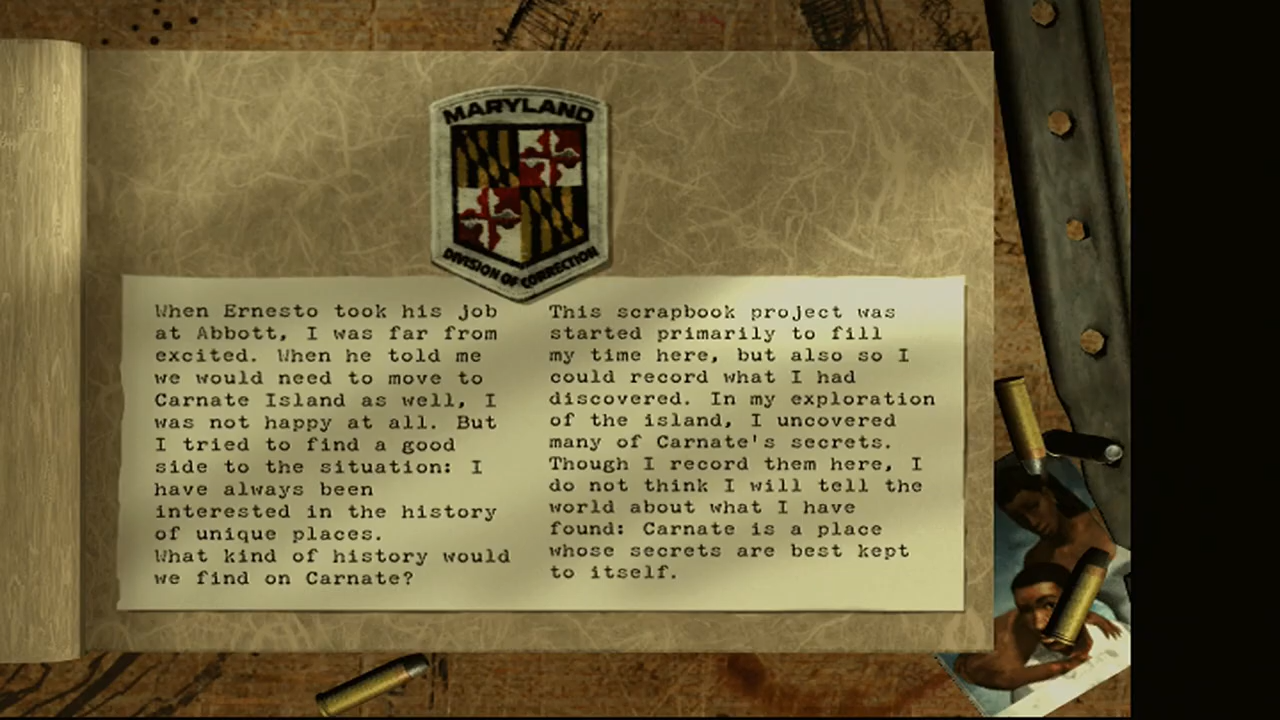 MARYLAND
DIVISION OF CORRECTION
When Ernesto took his job
at Abbott, I was far from
excited. When he told me
we would need to move to
Carnate Island as well, I
was not happy at all. But
I tried to find a good
side to the situation: I
have always been
interested in the history
of unique places.
What kind of history would
we find on Carnate?
This scrapbook project was
started primarily to fill
my time here, but also so I
could record what I had
discovered. In my exploration
of the island, I uncovered
many of Carnate's secrets.
Though I record them here, I
do not think I will tell the
world about what I have
found: Carnate is a place
whose secrets are best kept
to itself.